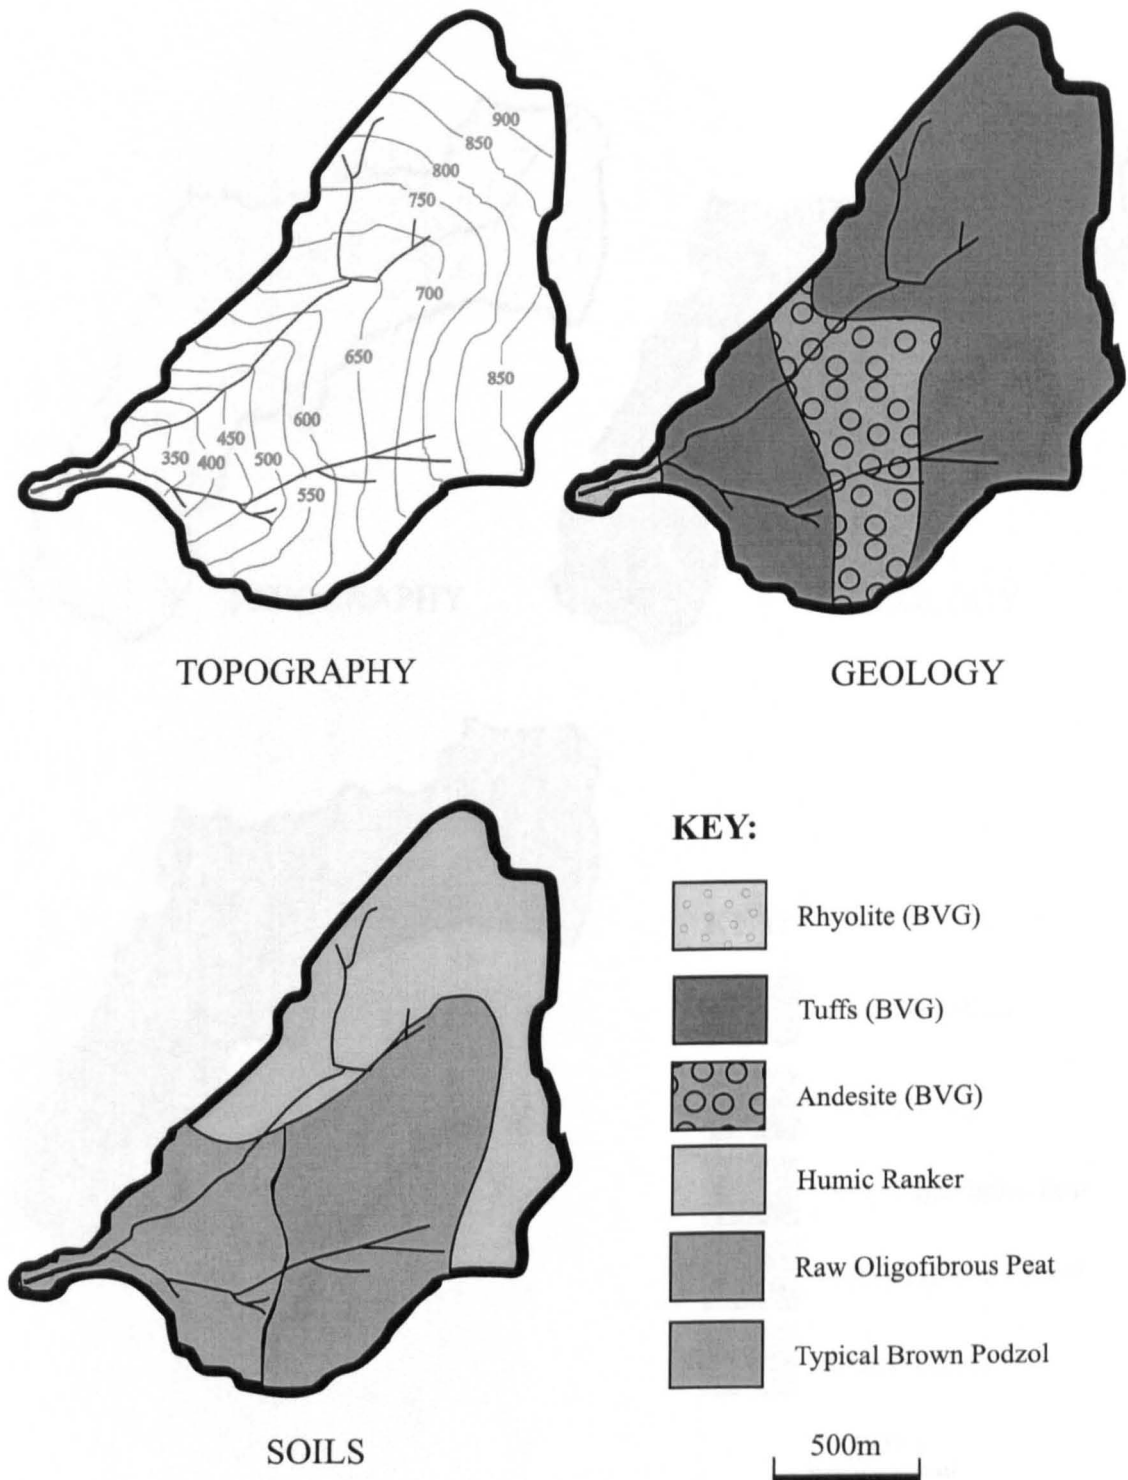 900
850
800
750
700
650
850
600
450
350
400
500
550
TOPOGRAPHY
GEOLOGY
KEY:
Rhyolite (BVG)
Tuffs (BVG)
Andesite (BVG)
Humic Ranker
Raw Oligofibrous Peat
Typical Brown Podzol
SOILS
500m